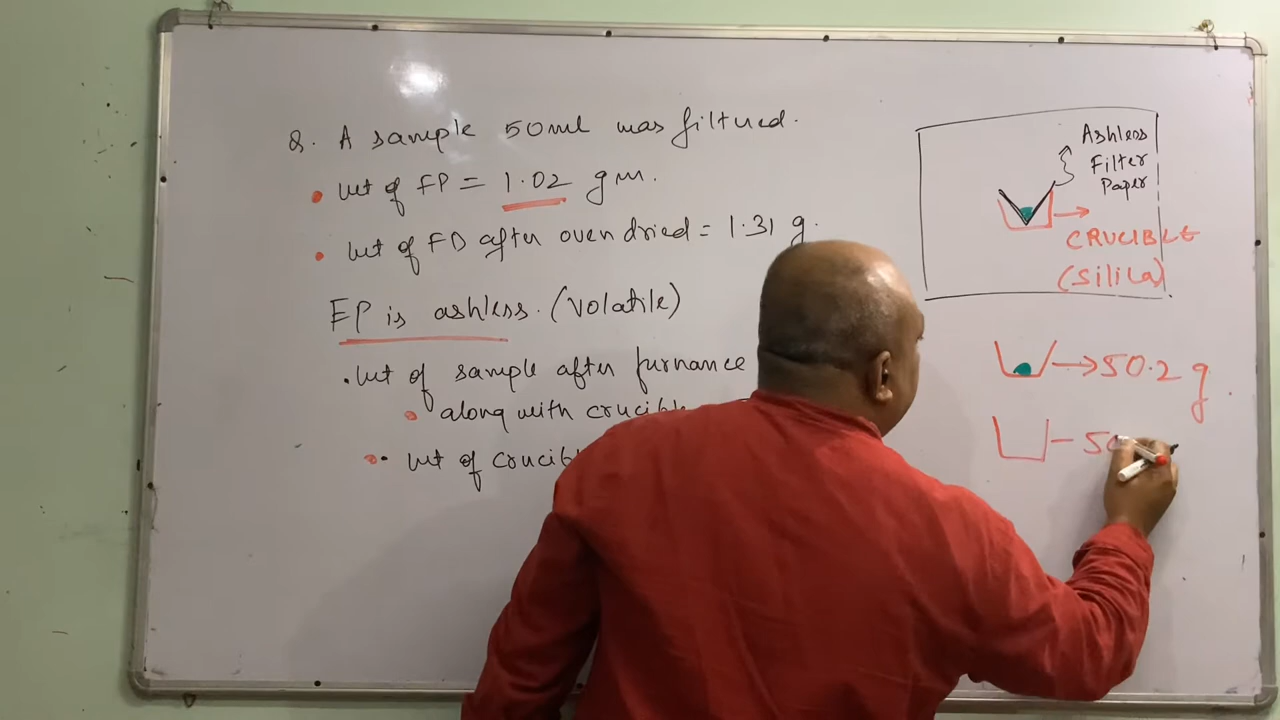 Q. A sample 50ml was filtured.
• wt of FP = 1.02 gm.
• wt of FD after oven dried = 1.31 g.
FP is ashless. (volatile)
• wt of sample after furnance
• along with
• wt of
Ashless
Filter
Paper
CRUCIBLE
(silica)
50.2 g